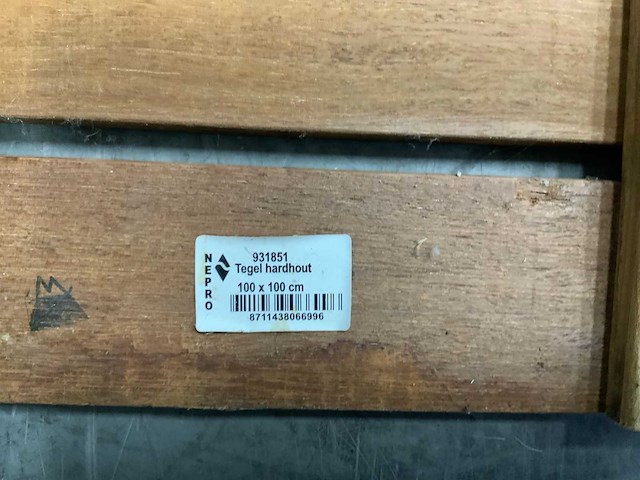 NEPRO
931851
Tegel hardhout
100 x 100 cm
8711438066996